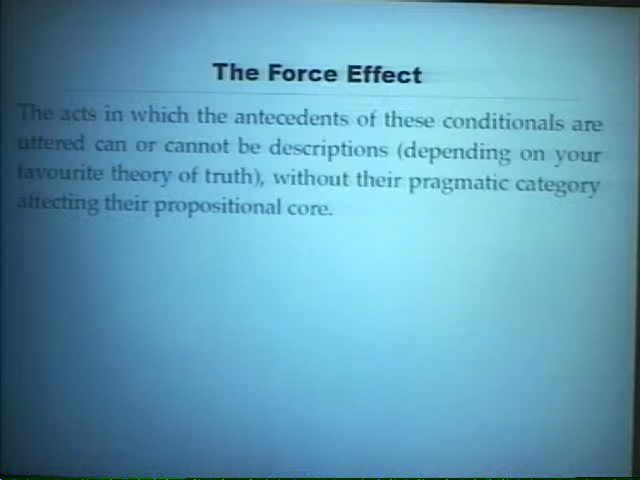 The Force Effect
The acts in which the antecedents of these conditionals are
uttered can or cannot be descriptions (depending on your
favourite theory of truth), without their pragmatic category
affecting their propositional core.